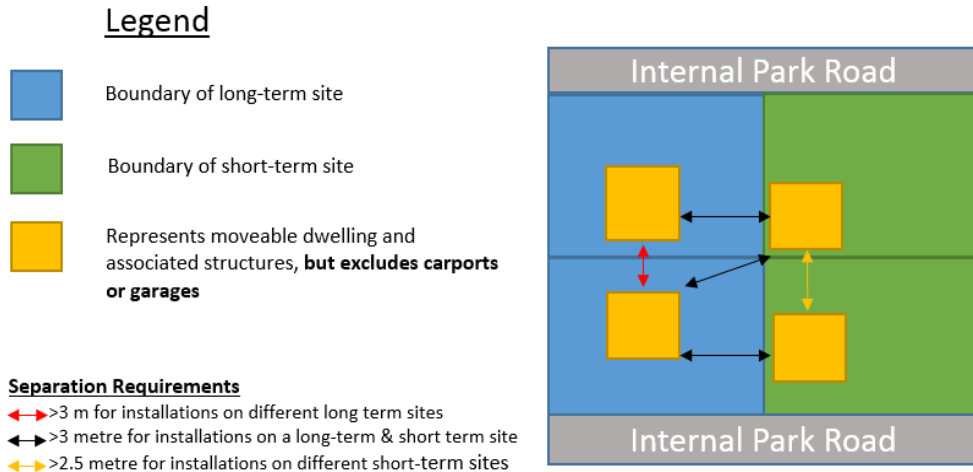 Legend
Boundary of long-term site
Boundary of short-term site
Represents moveable dwelling and
associated structures, but excludes carports
or garages
Separation Requirements
>3 m for installations on different long term sites
>3 metre for installations on a long-term & short term site
>2.5 metre for installations on different short-term sites
Internal Park Road
Internal Park Road